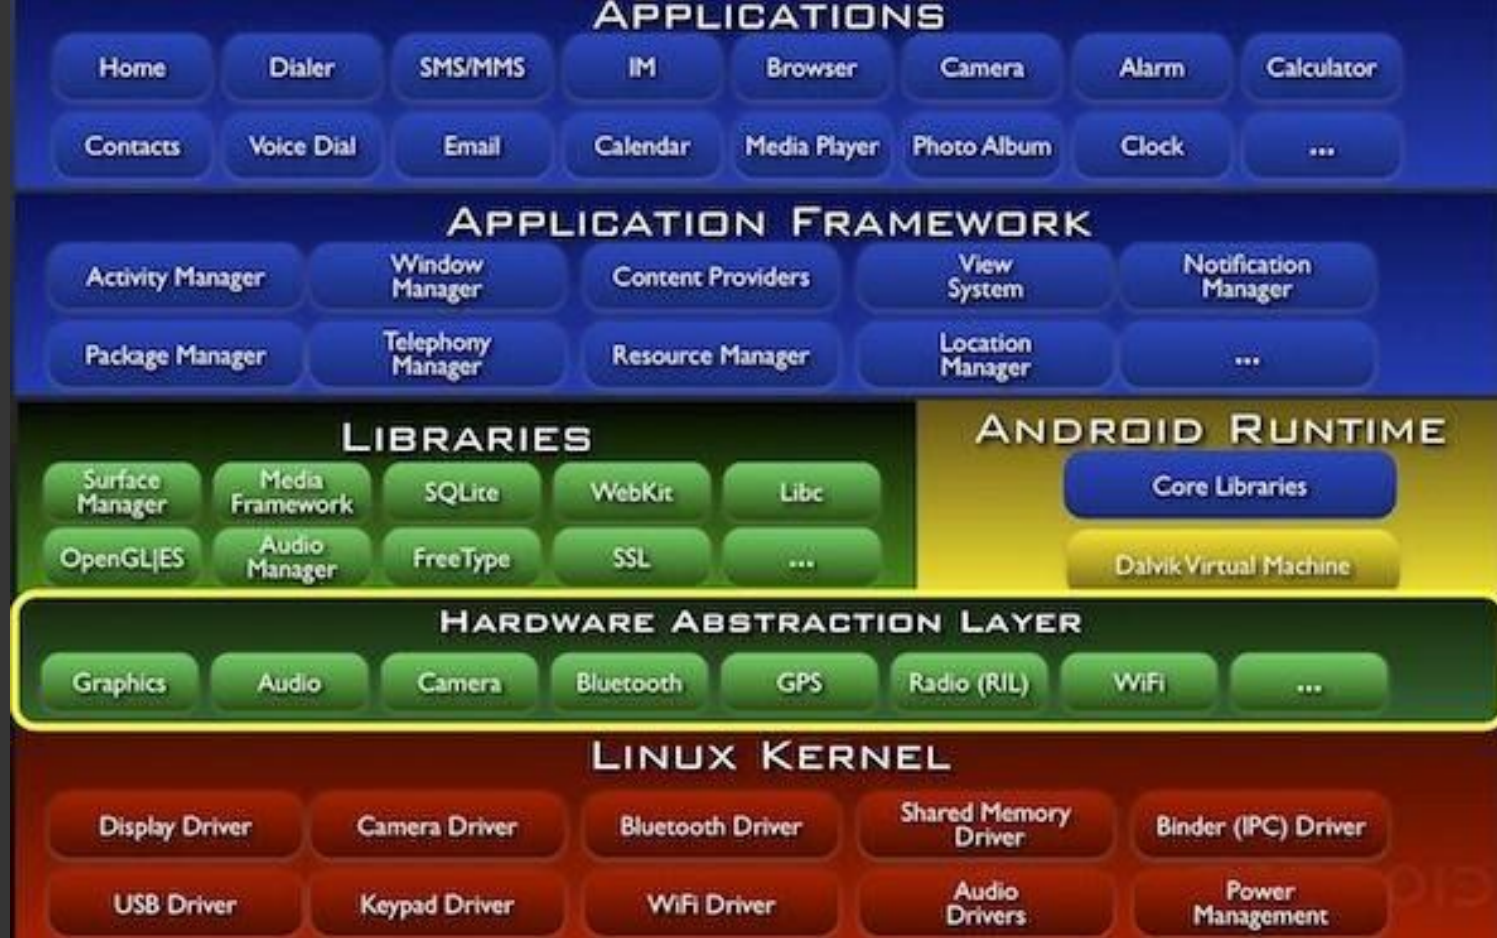 APPLICATIONS
Home Dialer SMS/MMS IM Browser Camera Alarm Calculator
Contacts Voice Dial Email Calendar Media Player Photo Album Clock ...
APPLICATION FRAMEWORK
Activity Manager Window Manager Content Providers View System Notification Manager
Package Manager Telephony Manager Resource Manager Location Manager ...
LIBRARIES
Surface Manager Media Framework SQLite WebKit Libc
OpenGL|ES Audio Manager FreeType SSL ...
ANDROID RUNTIME
Core Libraries
Dalvik Virtual Machine
HARDWARE ABSTRACTION LAYER
Graphics Audio Camera Bluetooth GPS Radio (RIL) WiFi ...
LINUX KERNEL
Display Driver Camera Driver Bluetooth Driver Shared Memory Driver Binder (IPC) Driver
USB Driver Keypad Driver WiFi Driver Audio Drivers Power Management